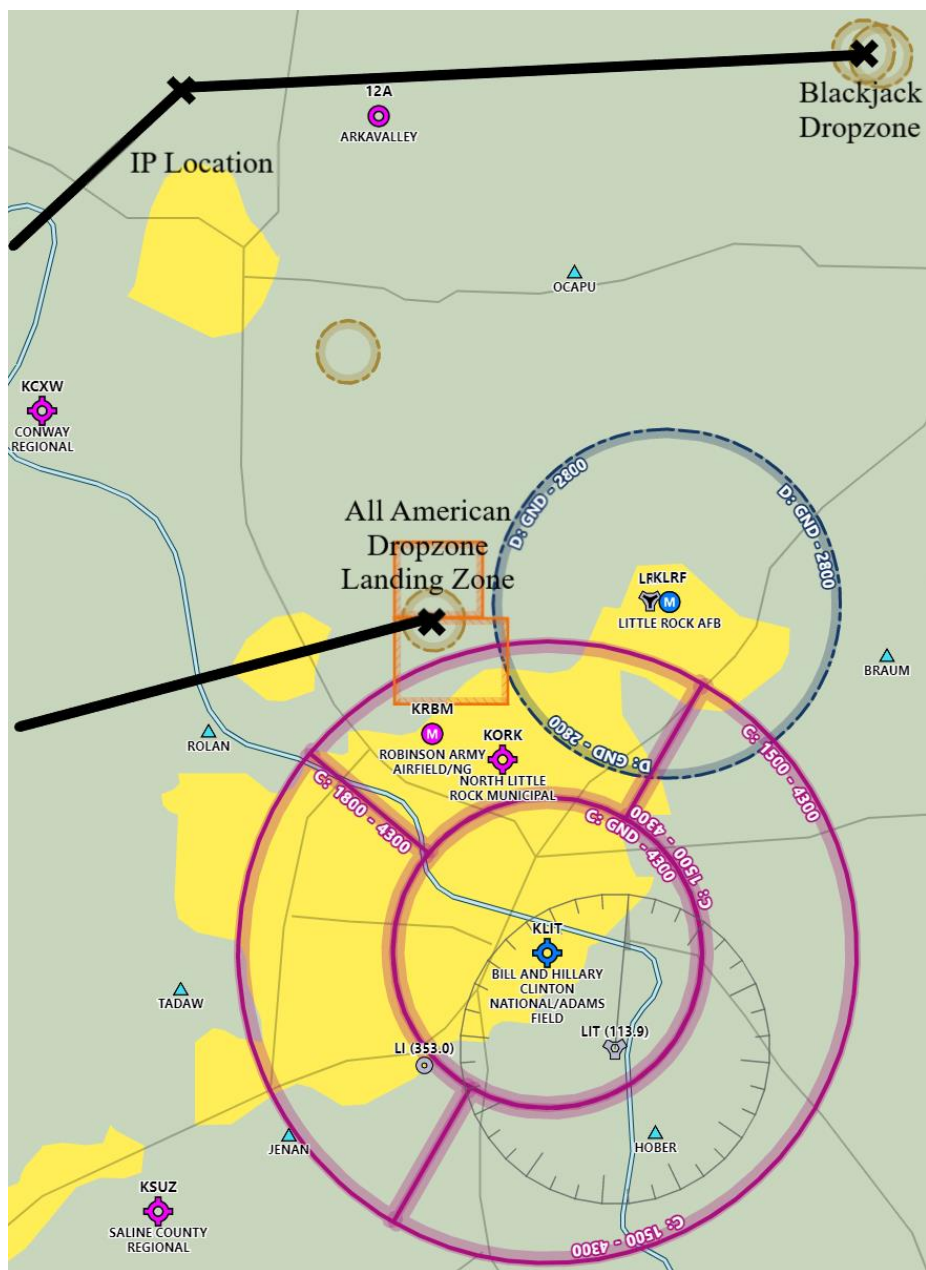 Blackjack
Dropzone
12A
ARKAVALLEY
IP Location
OCAPU
KCXW
CONWAY
REGIONAL
D: GND - 2800
D: GND - 2800
All American
Dropzone
Landing Zone
KLRF
LITTLE ROCK AFB
M
BRAUM
KRBM
M
ROBINSON ARMY
AIRFIELD/NG
KORK
NORTH LITTLE
ROCK MUNICIPAL
D: GND - 2800
ROLAN
C: 1800 - 4300
C: 1500 - 4300
C: 1500 - 4300
C: GND - 4300
KLIT
BILL AND HILLARY
CLINTON
NATIONAL/ADAMS
FIELD
TADAW
LI (353.0)
LIT (113.9)
JENAN
HOBER
KSUZ
SALINE COUNTY
REGIONAL
C: 1500 - 4300